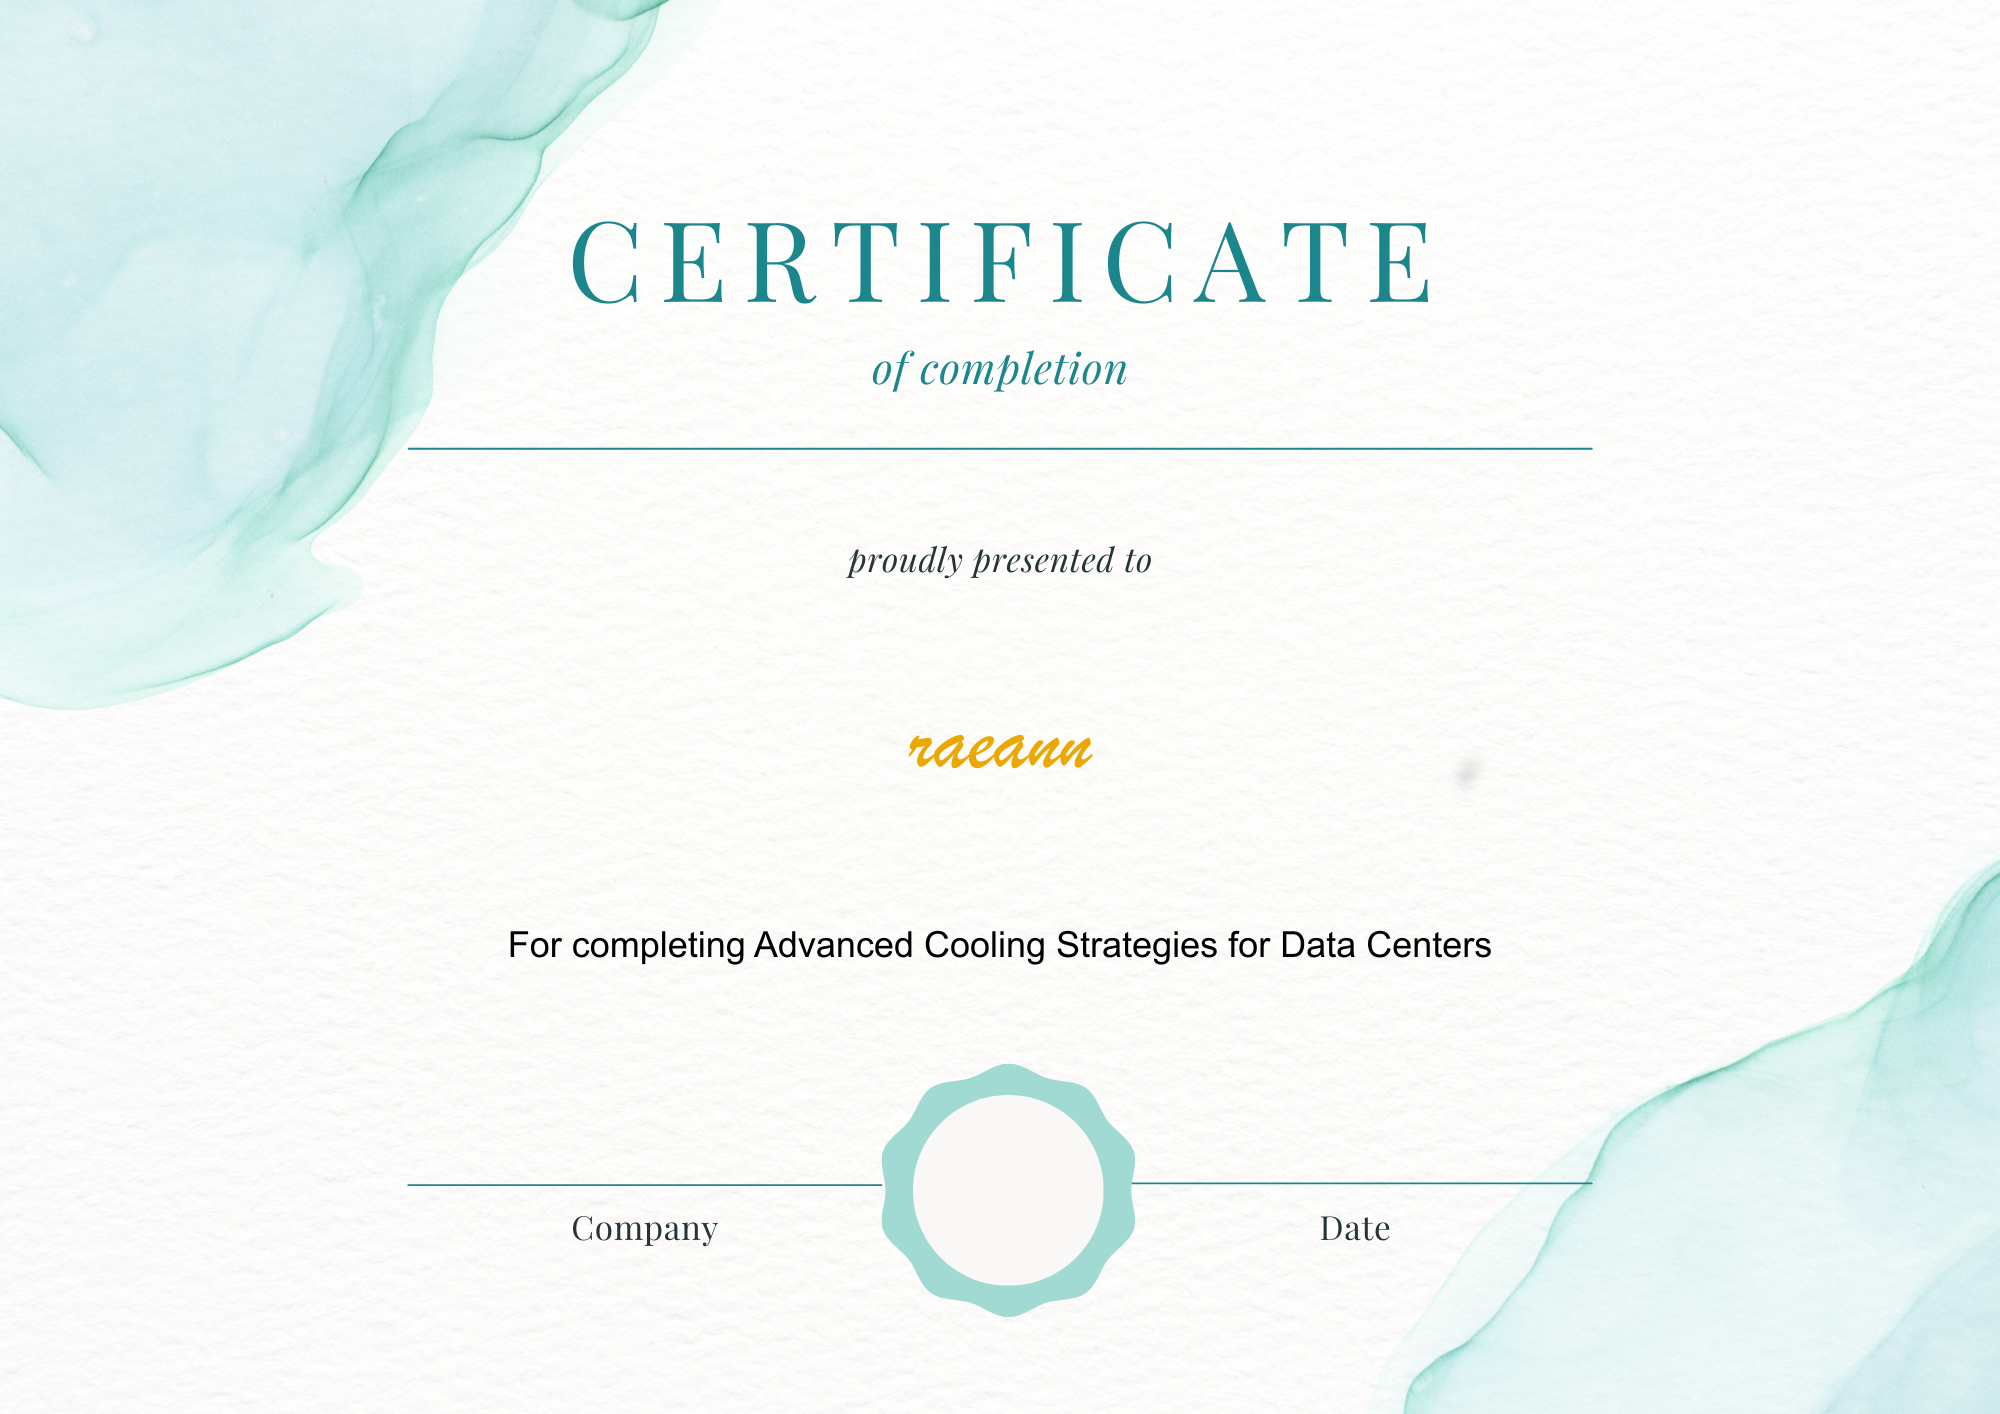 CERTIFICATE
of completion
proudly presented to
raeann
For completing Advanced Cooling Strategies for Data Centers
Company
Date